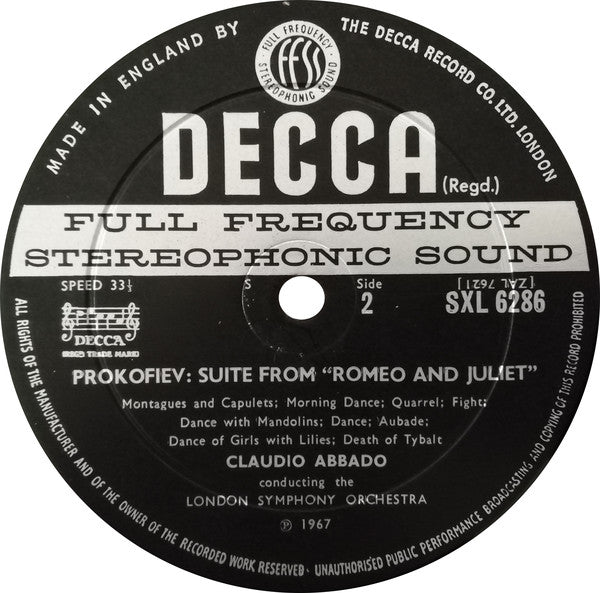 MADE IN ENGLAND BY
THE DECCA RECORD CO. LTD. LONDON
· FULL FREQUENCY · STEREOPHONIC SOUND
FFSS
DECCA (Regd.)
FULL FREQUENCY
STEREOPHONIC SOUND
SPEED 33⅓
S
Side
2
[ZAL 7621]
SXL 6286
DECCA
(REGD TRADE MARK)
PROKOFIEV: SUITE FROM "ROMEO AND JULIET"
Montagues and Capulets; Morning Dance; Quarrel; Fight;
Dance with Mandolins; Dance; Aubade;
Dance of Girls with Lilies; Death of Tybalt
CLAUDIO ABBADO
conducting the
LONDON SYMPHONY ORCHESTRA
℗ 1967
ALL RIGHTS OF THE MANUFACTURER AND OF THE OWNER OF THE RECORDED WORK RESERVED · UNAUTHORISED PUBLIC PERFORMANCE BROADCASTING AND COPYING OF THIS RECORD PROHIBITED